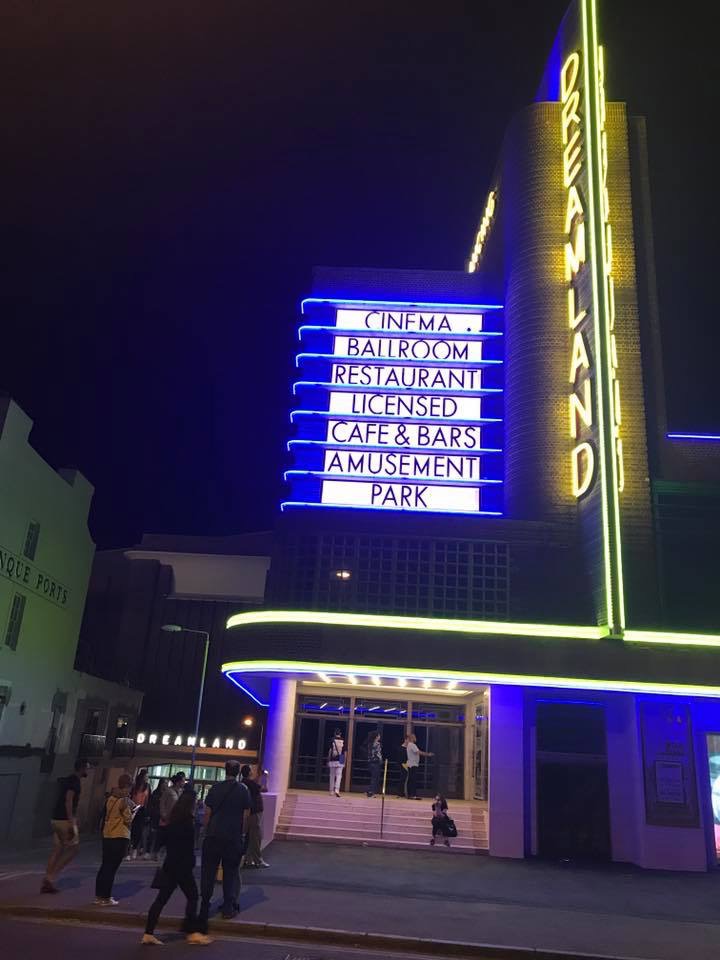 DREAMLAND
CINEMA
BALLROOM
RESTAURANT
LICENSED
CAFE & BARS
AMUSEMENT
PARK
NQUE PORTS
DREAMLAND